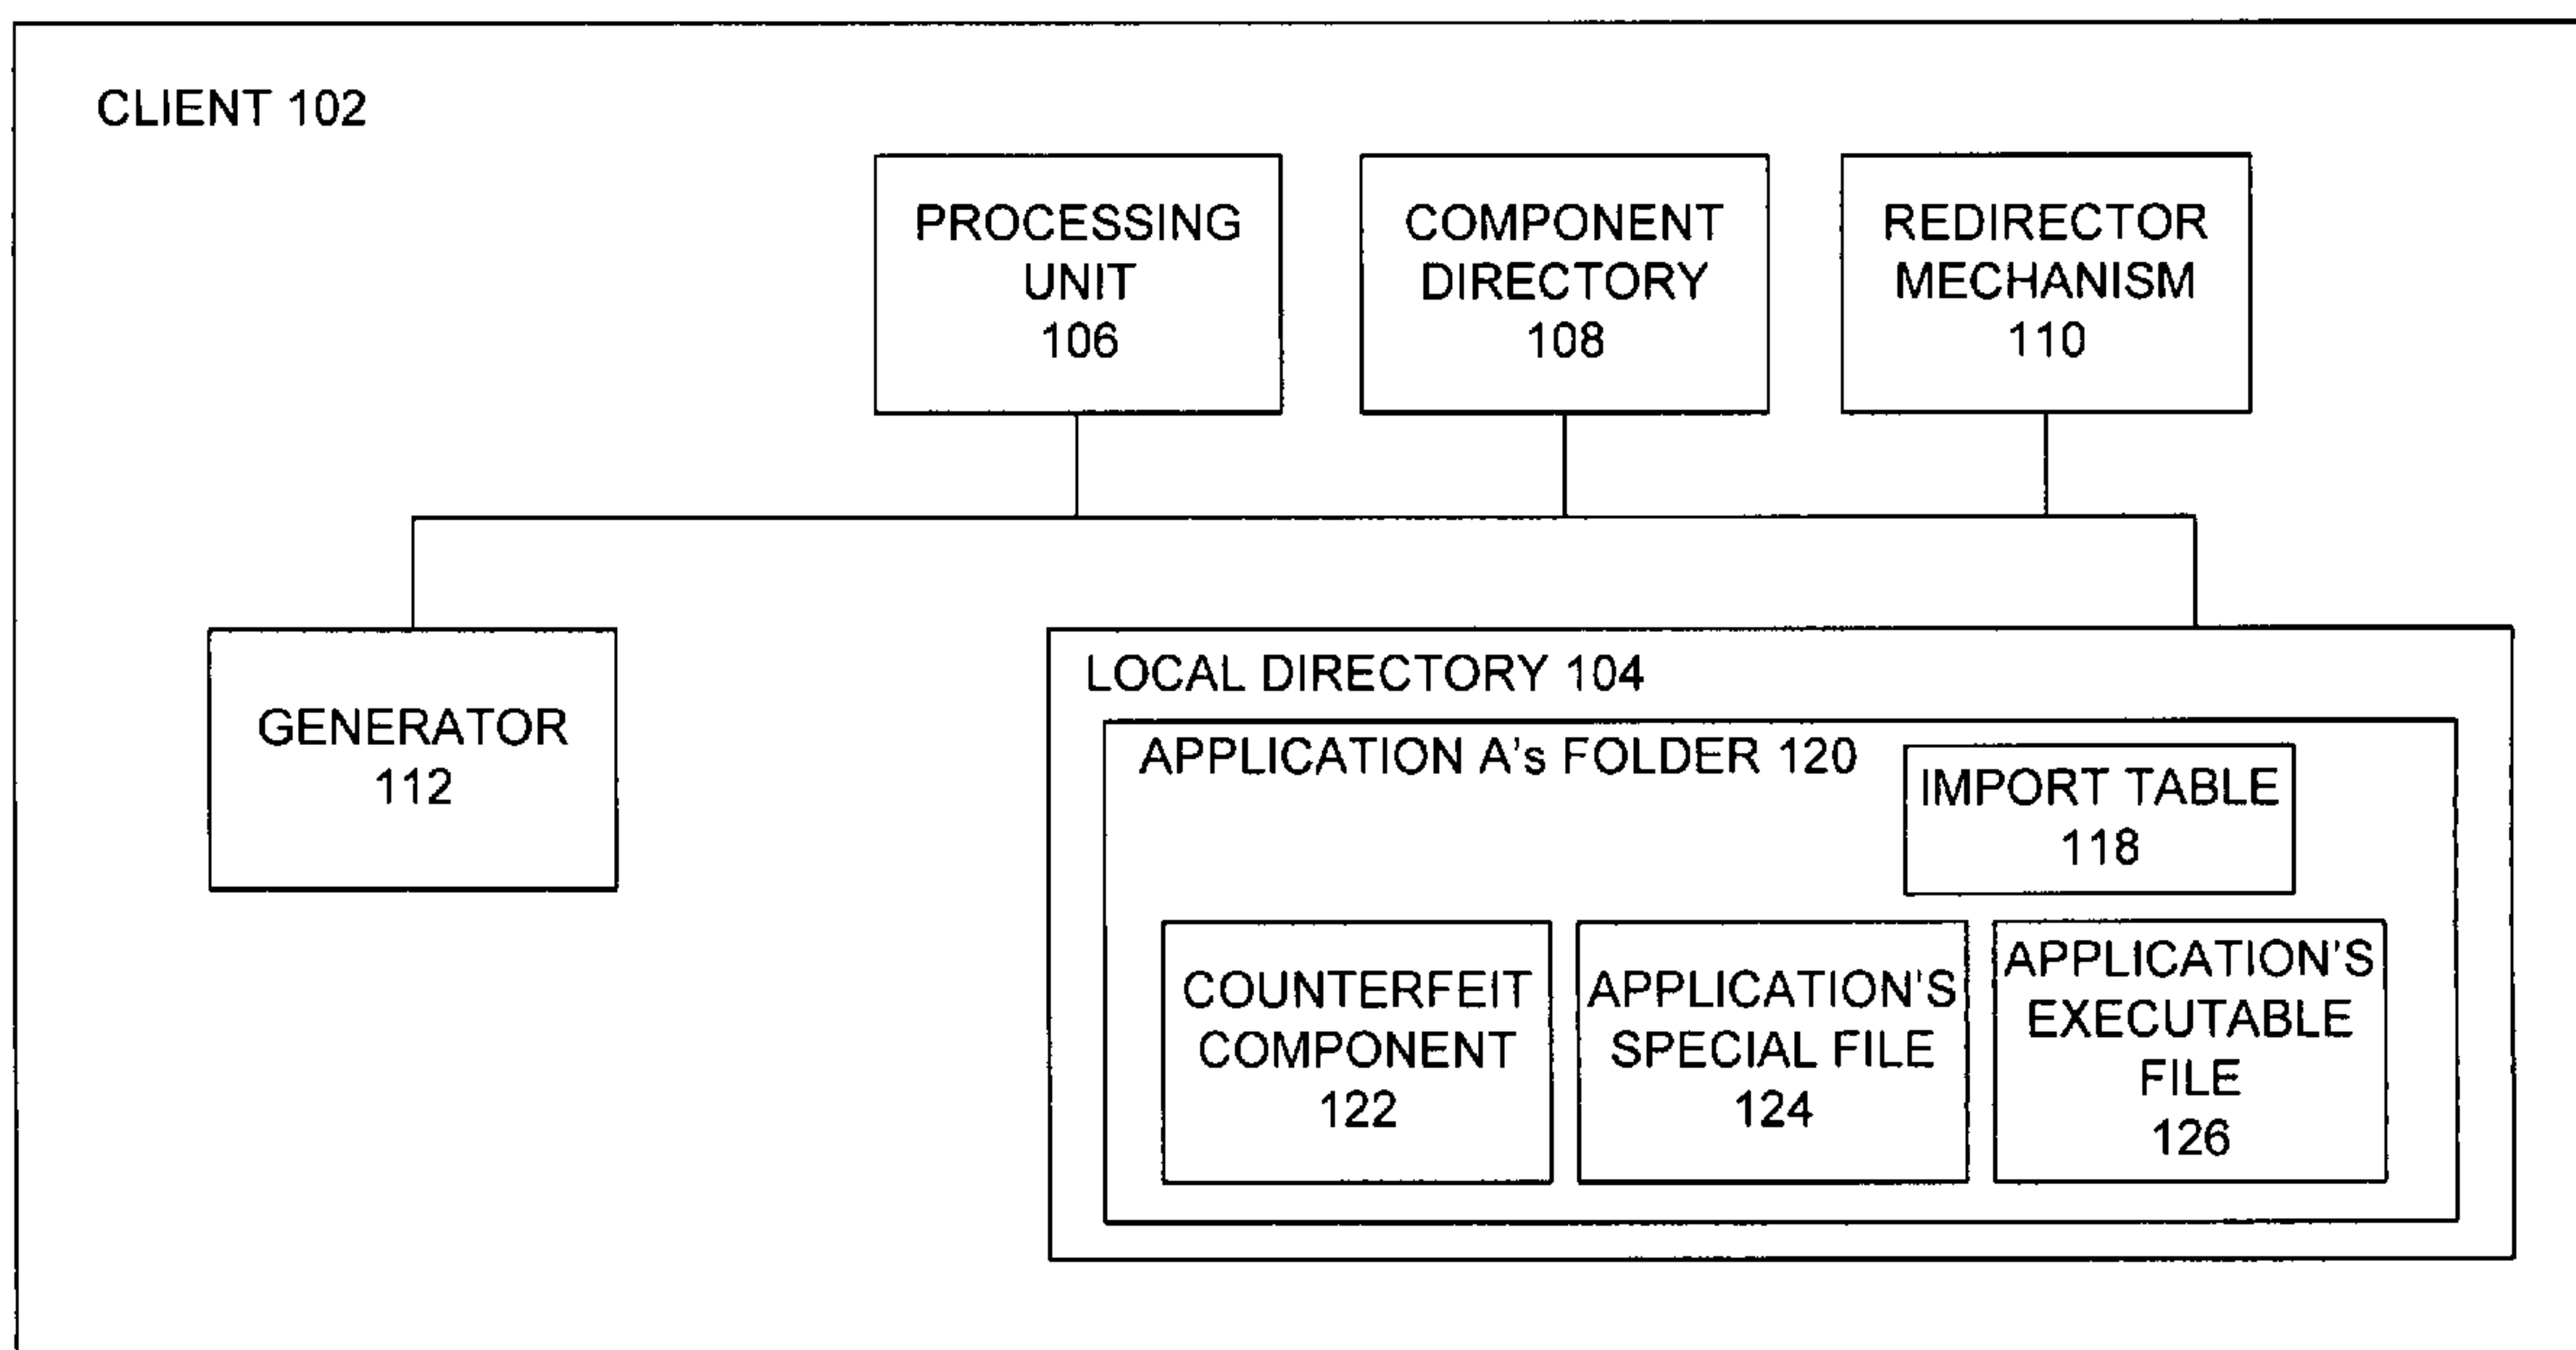 CLIENT 102
PROCESSING
UNIT
106
COMPONENT
DIRECTORY
108
REDIRECTOR
MECHANISM
110
GENERATOR
112
LOCAL DIRECTORY 104
APPLICATION A's FOLDER 120
IMPORT TABLE
118
COUNTERFEIT
COMPONENT
122
APPLICATION'S
SPECIAL FILE
124
APPLICATION'S
EXECUTABLE
FILE
126